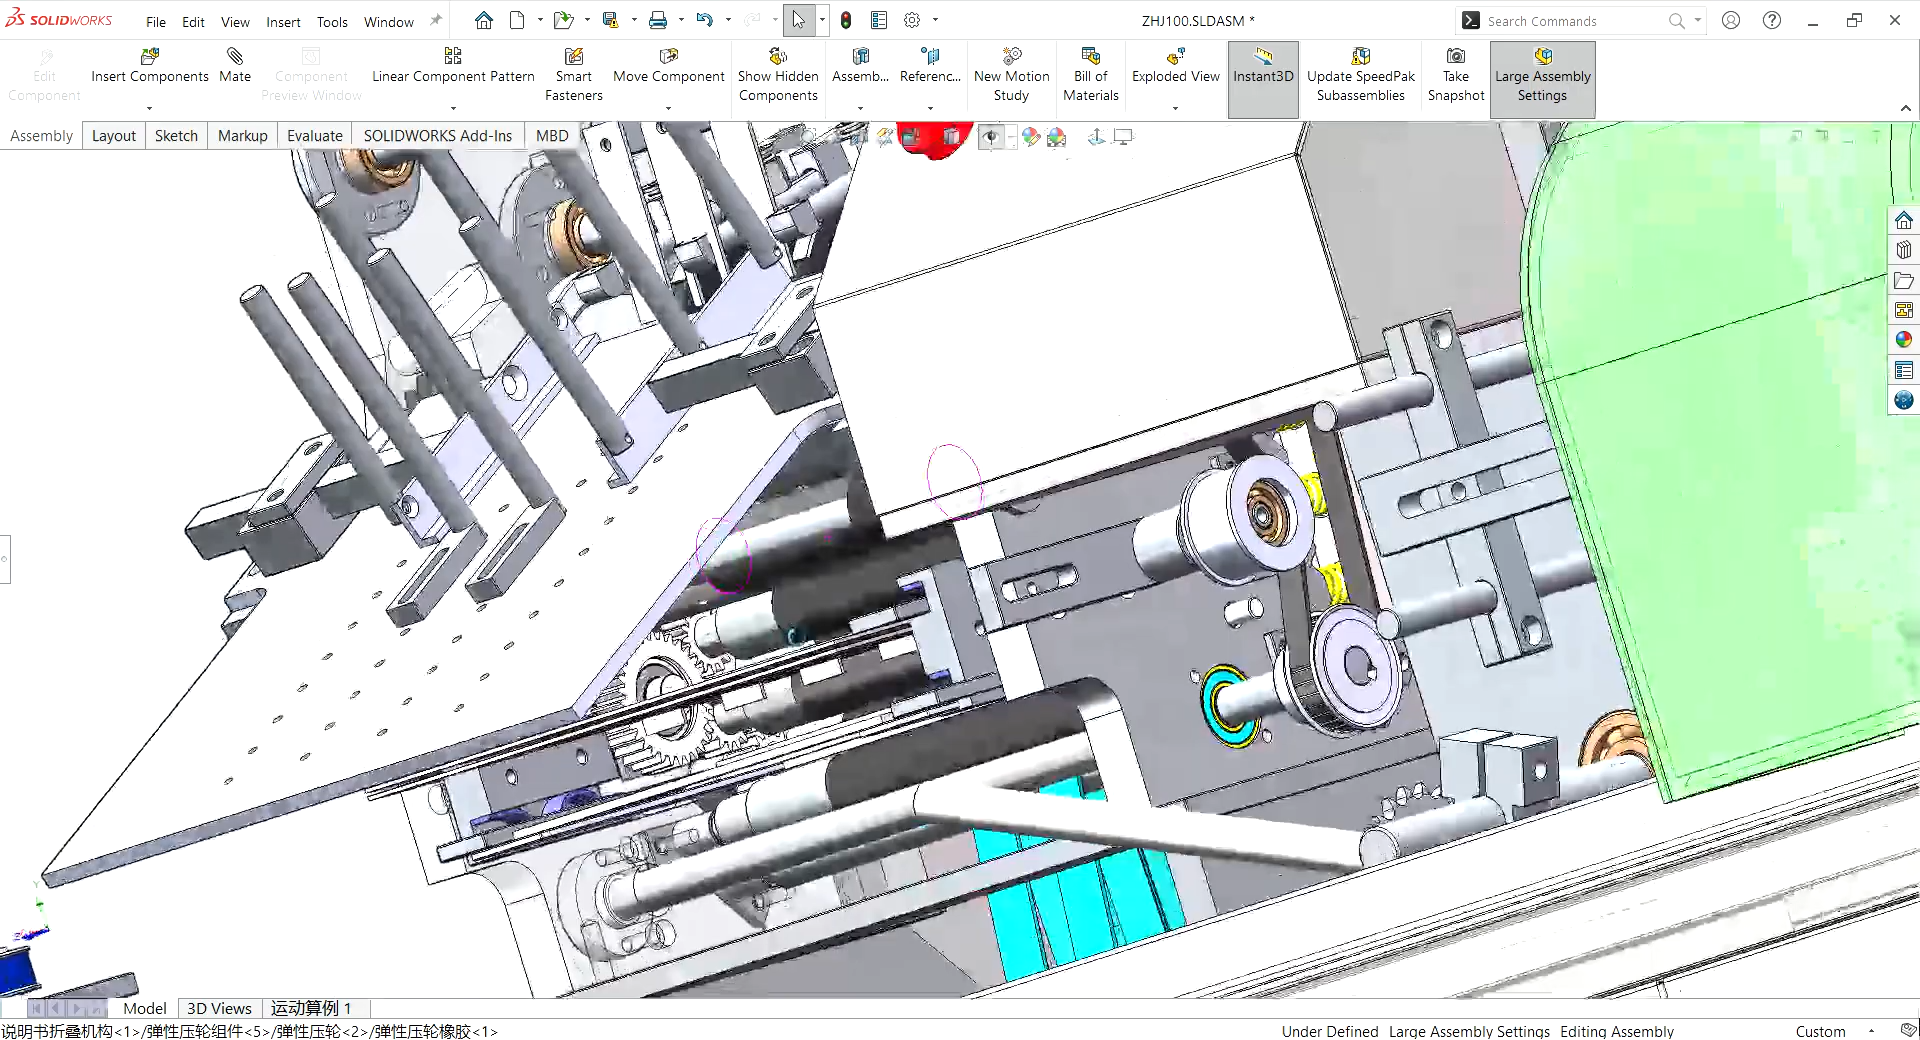 SOLIDWORKS File Edit View Insert Tools Window ZHJ100.SLDASM * Search Commands
Edit Component
Insert Components
Mate
Component Preview Window
Linear Component Pattern
Smart Fasteners
Move Component
Show Hidden Components
Assemb...
Referenc...
New Motion Study
Bill of Materials
Exploded View
Instant3D
Update SpeedPak Subassemblies
Take Snapshot
Large Assembly Settings
Assembly Layout Sketch Markup Evaluate SOLIDWORKS Add-Ins MBD
Model 3D Views 运动算例 1
说明书折叠机构<1>/弹性压轮组件<5>/弹性压轮<2>/弹性压轮橡胶<1> Under Defined Large Assembly Settings Editing Assembly Custom